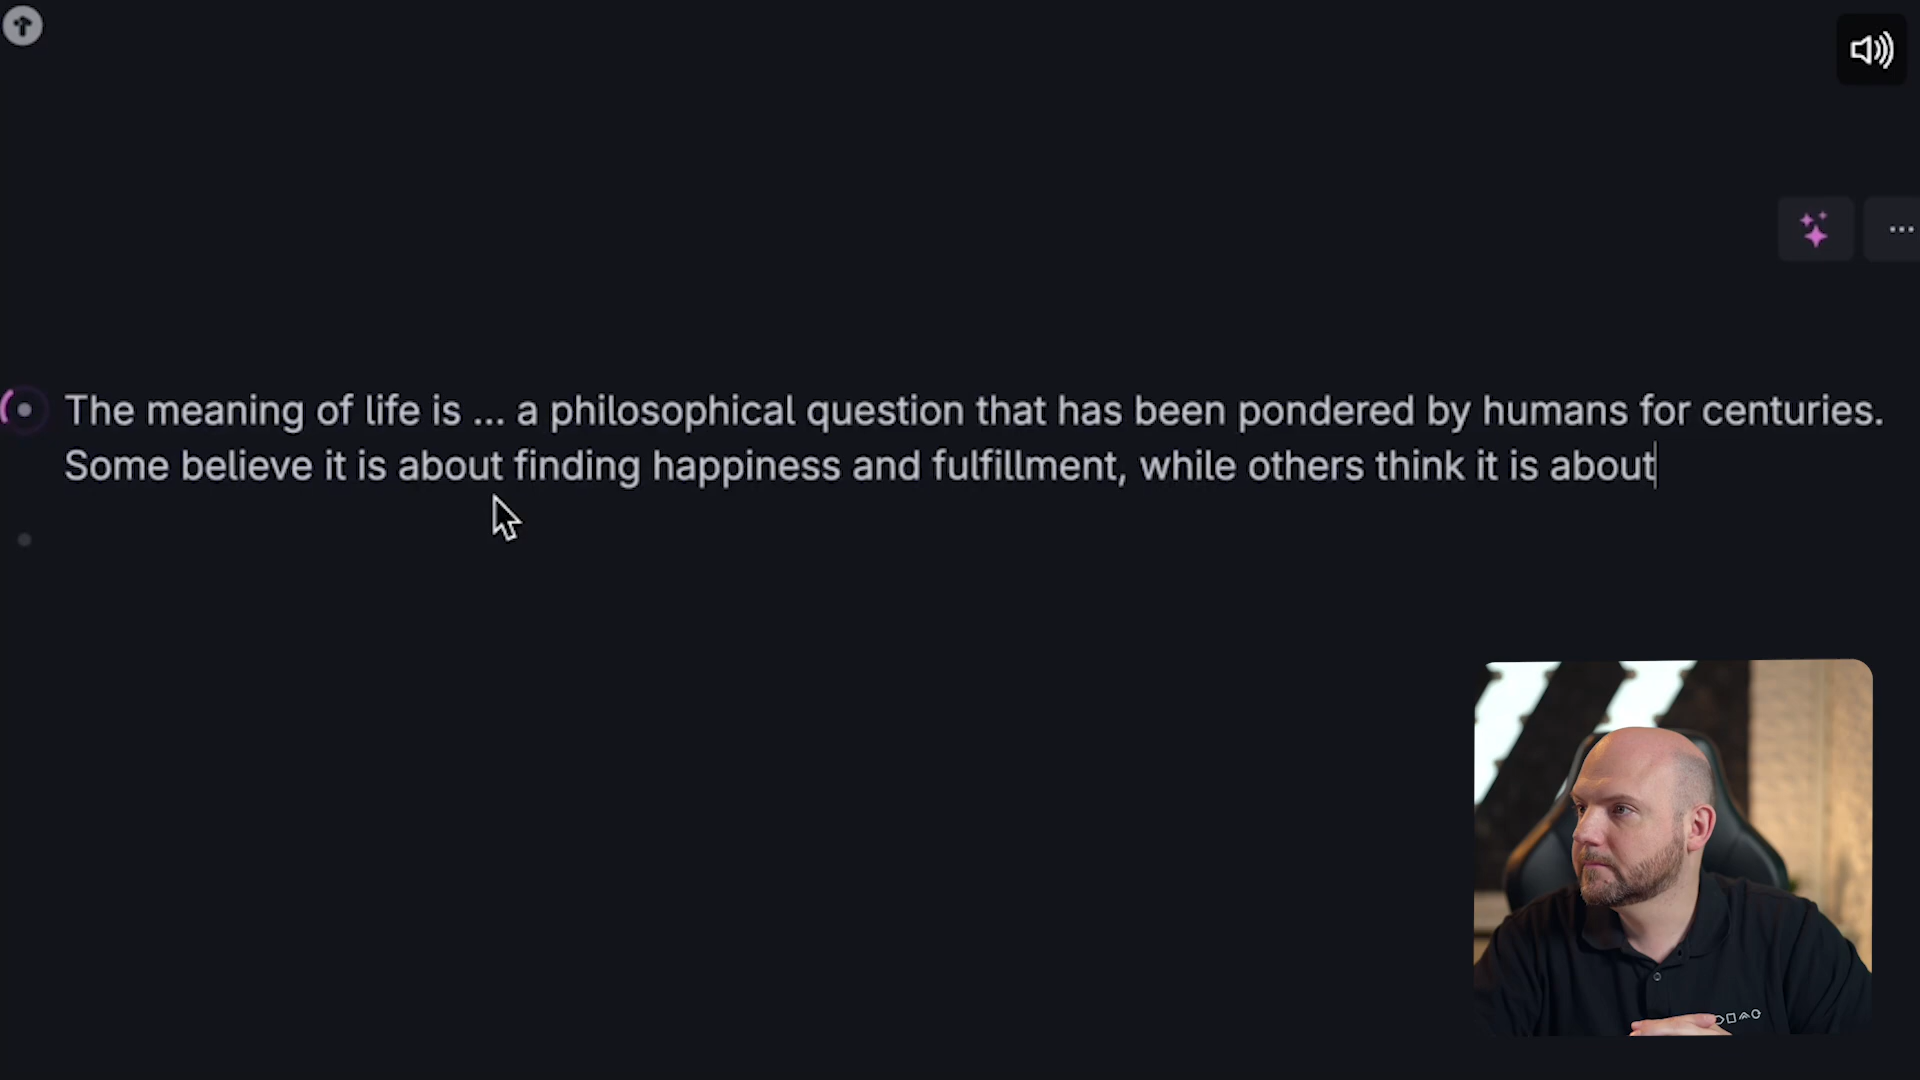 The meaning of life is ... a philosophical question that has been pondered by humans for centuries.
Some believe it is about finding happiness and fulfillment, while others think it is about